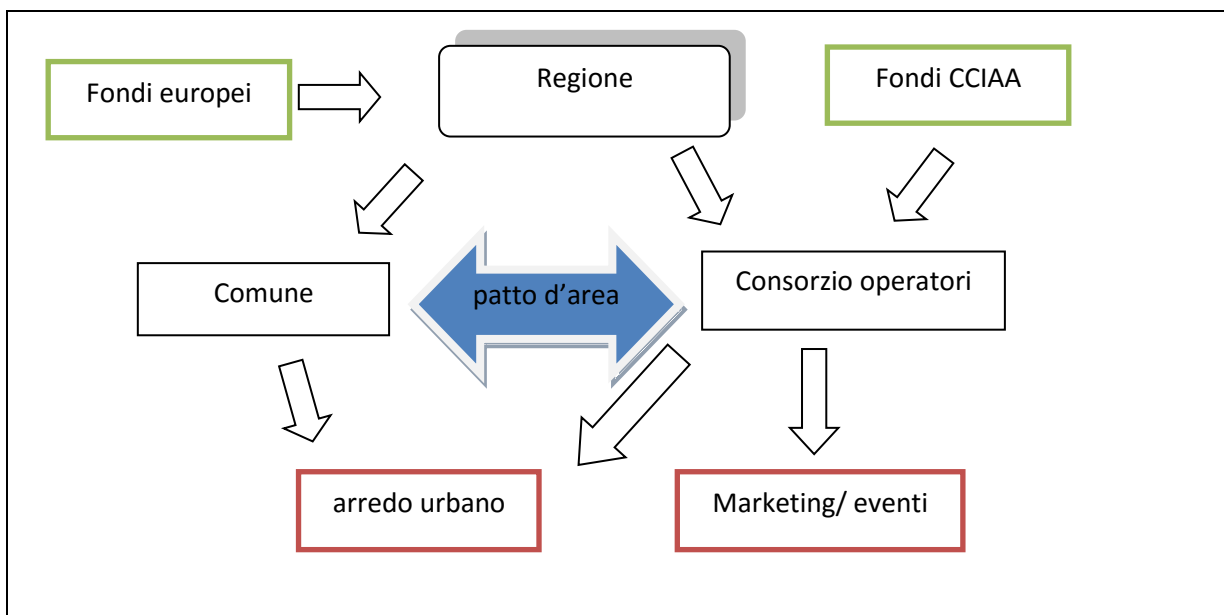 Fondi europei
Regione
Fondi CCIAA
Comune
patto d’area
Consorzio operatori
arredo urbano
Marketing/ eventi